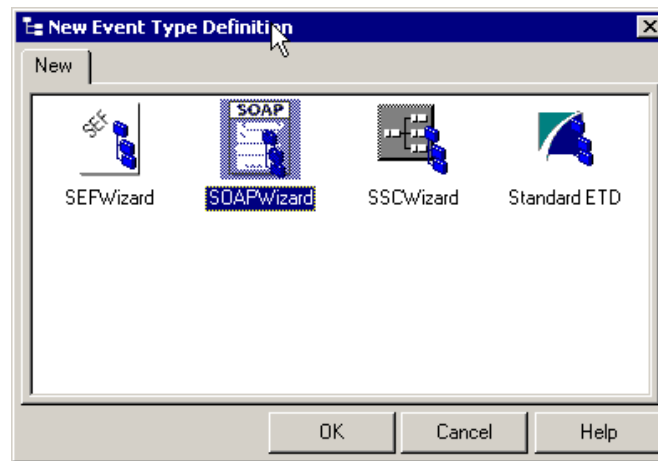 New Event Type Definition
New
SEF
SOAP
SEFWizard
SOAPWizard
SSCWizard
Standard ETD
OK
Cancel
Help